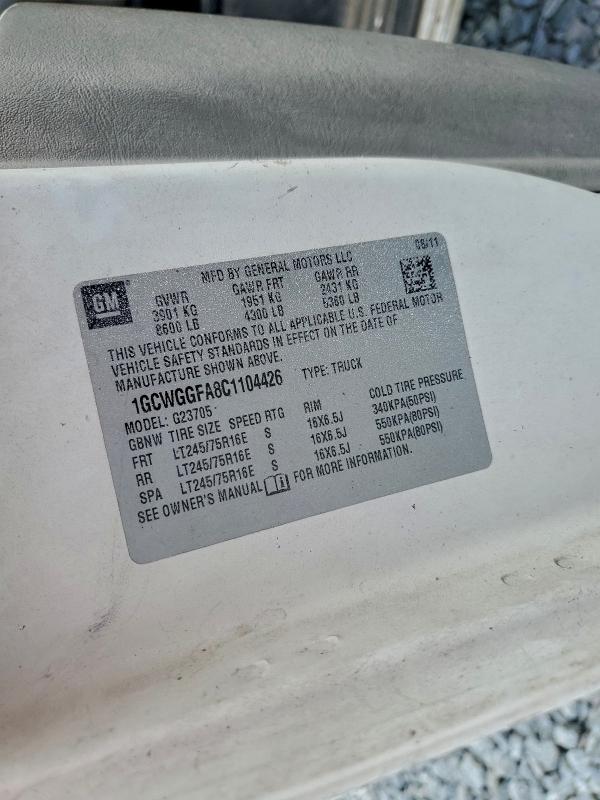 MFD BY GENERAL MOTORS LLC 08/11
GM GVWR GAWR FRT GAWR RR
3901 KG 1951 KG 2431 KG
8600 LB 4300 LB 5360 LB
THIS VEHICLE CONFORMS TO ALL APPLICABLE U.S. FEDERAL MOTOR
VEHICLE SAFETY STANDARDS IN EFFECT ON THE DATE OF
MANUFACTURE SHOWN ABOVE.
1GCWGGFA8C1104426 TYPE: TRUCK
MODEL: G23705
GBNW TIRE SIZE SPEED RTG RIM COLD TIRE PRESSURE
FRT LT245/75R16E S 16X6.5J 340KPA(50PSI)
RR LT245/75R16E S 16X6.5J 550KPA(80PSI)
SPA LT245/75R16E S 16X6.5J 550KPA(80PSI)
SEE OWNER'S MANUAL FOR MORE INFORMATION.